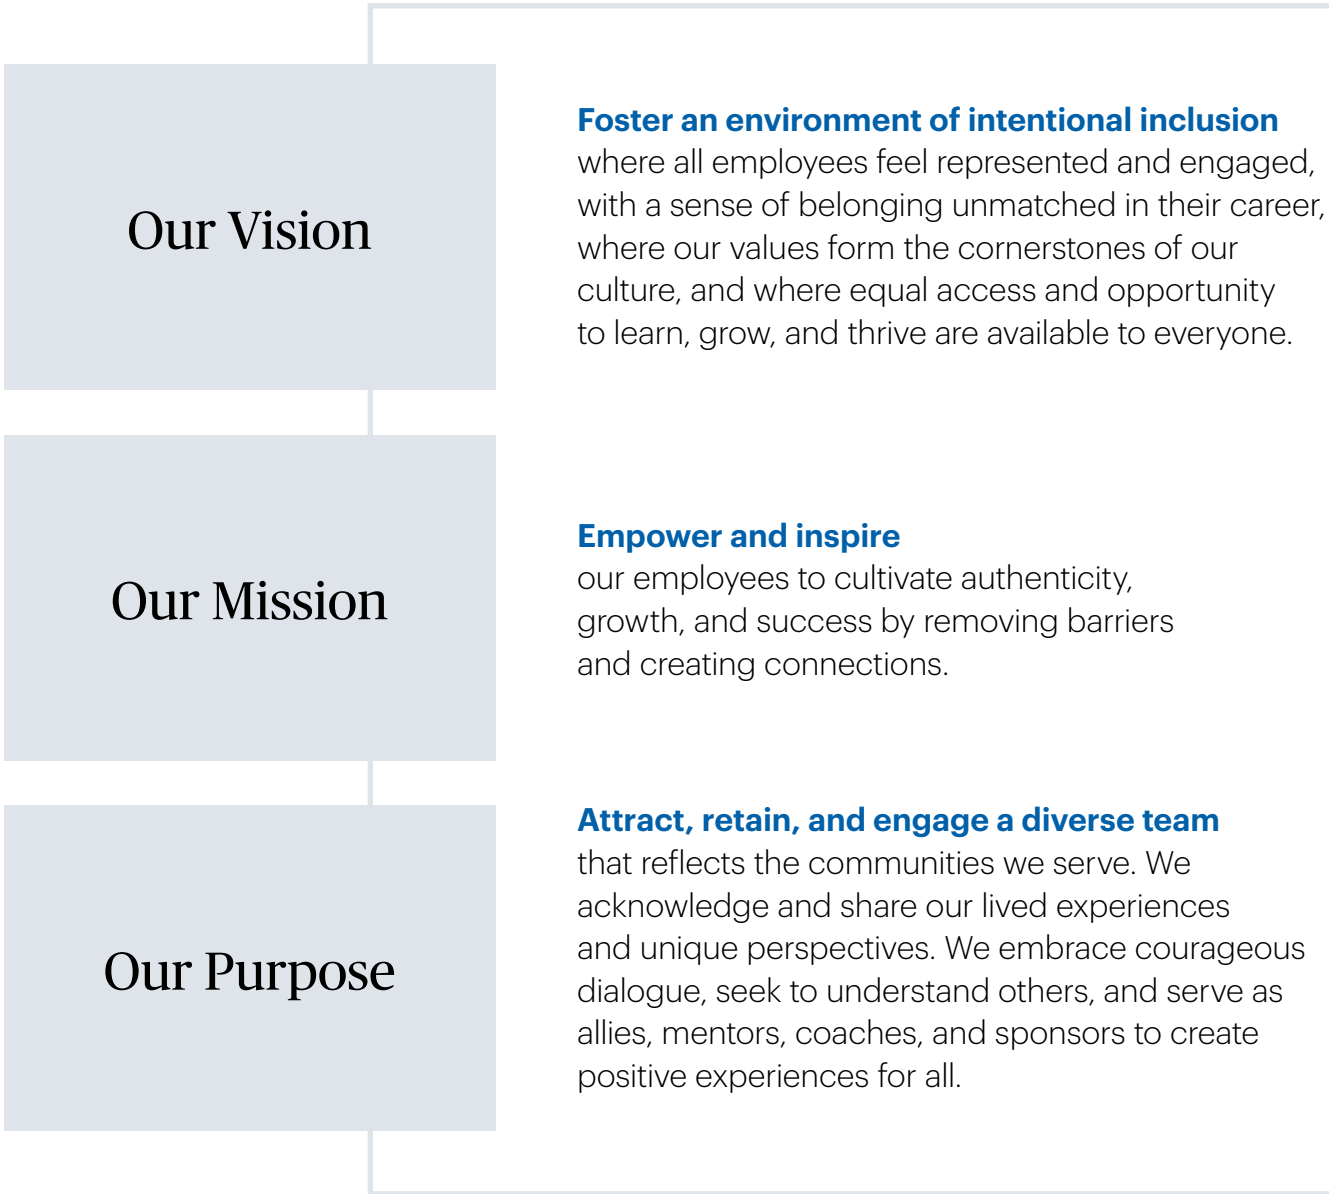 Our Vision
Foster an environment of intentional inclusion
where all employees feel represented and engaged,
with a sense of belonging unmatched in their career,
where our values form the cornerstones of our
culture, and where equal access and opportunity
to learn, grow, and thrive are available to everyone.
Our Mission
Empower and inspire
our employees to cultivate authenticity,
growth, and success by removing barriers
and creating connections.
Our Purpose
Attract, retain, and engage a diverse team
that reflects the communities we serve. We
acknowledge and share our lived experiences
and unique perspectives. We embrace courageous
dialogue, seek to understand others, and serve as
allies, mentors, coaches, and sponsors to create
positive experiences for all.